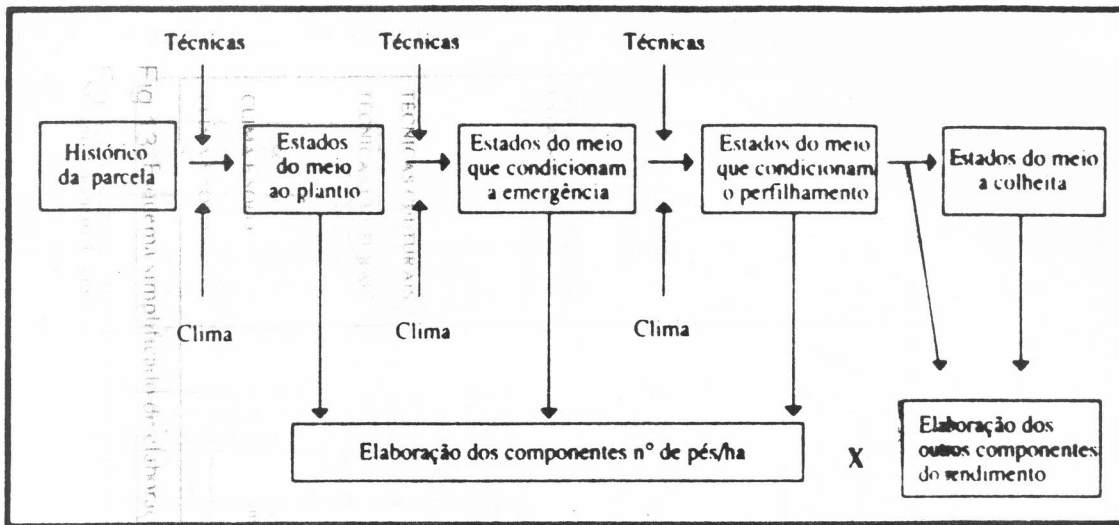 Técnicas
Técnicas
Técnicas
Histórico
da parcela
Estados
do meio
ao plantio
Estados do meio
que condicionam
a emergência
Estados do meio
que condicionam
o perfilhamento
Estados do meio
a colheita
Clima
Clima
Clima
Elaboração dos componentes n° de pés/ha
X
Elaboração dos
outros componentes
do rendimento